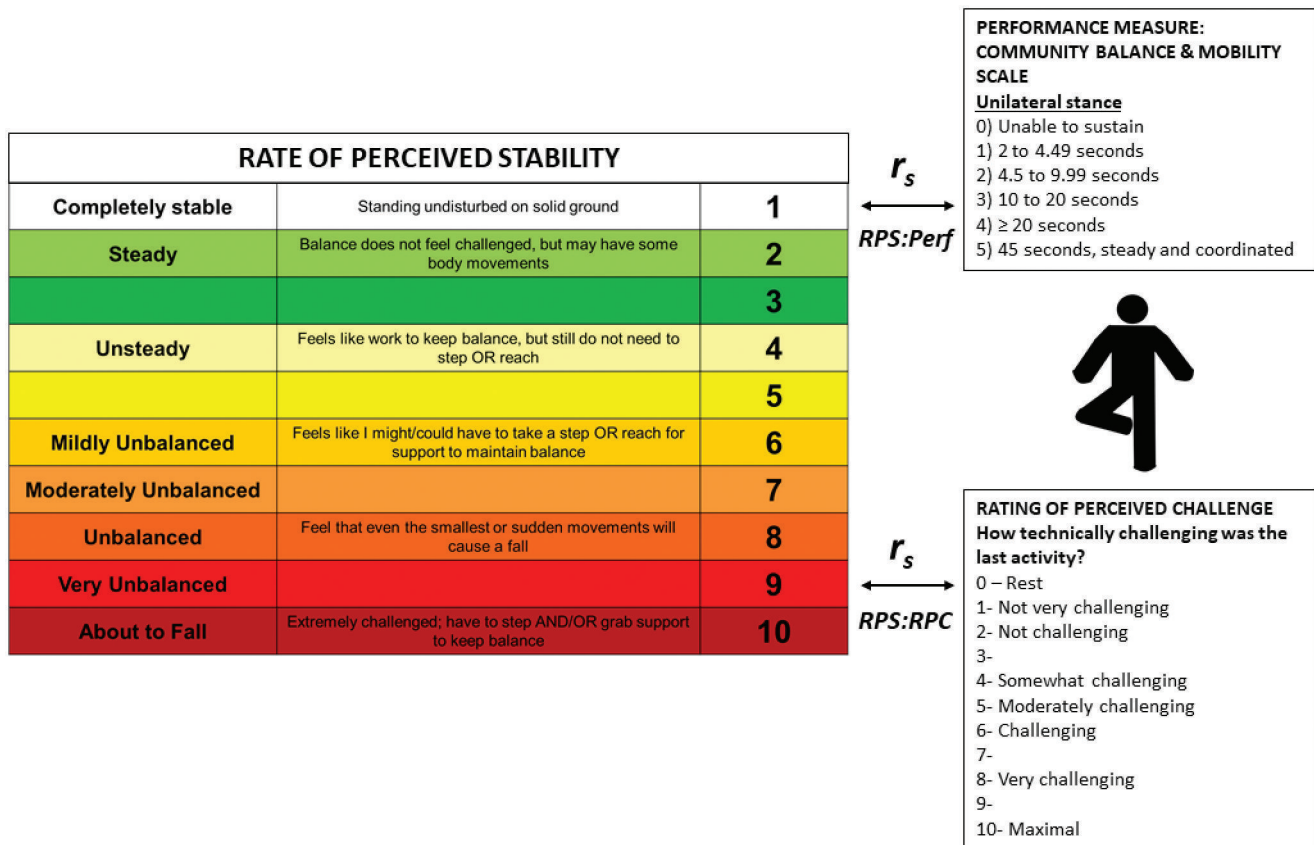 RATE OF PERCEIVED STABILITY
Completely stable
Standing undisturbed on solid ground
1
Steady
Balance does not feel challenged, but may have some
body movements
2
3
Unsteady
Feels like work to keep balance, but still do not need to
step OR reach
4
5
Mildly Unbalanced
Feels like I might/could have to take a step OR reach for
support to maintain balance
6
Moderately Unbalanced
7
Unbalanced
Feel that even the smallest or sudden movements will
cause a fall
8
Very Unbalanced
9
About to Fall
Extremely challenged; have to step AND/OR grab support
to keep balance
10
rs
RPS:Perf
rs
RPS:RPC
PERFORMANCE MEASURE:
COMMUNITY BALANCE & MOBILITY
SCALE
Unilateral stance
0) Unable to sustain
1) 2 to 4.49 seconds
2) 4.5 to 9.99 seconds
3) 10 to 20 seconds
4) ≥ 20 seconds
5) 45 seconds, steady and coordinated
RATING OF PERCEIVED CHALLENGE
How technically challenging was the
last activity?
0 – Rest
1- Not very challenging
2- Not challenging
3-
4- Somewhat challenging
5- Moderately challenging
6- Challenging
7-
8- Very challenging
9-
10- Maximal